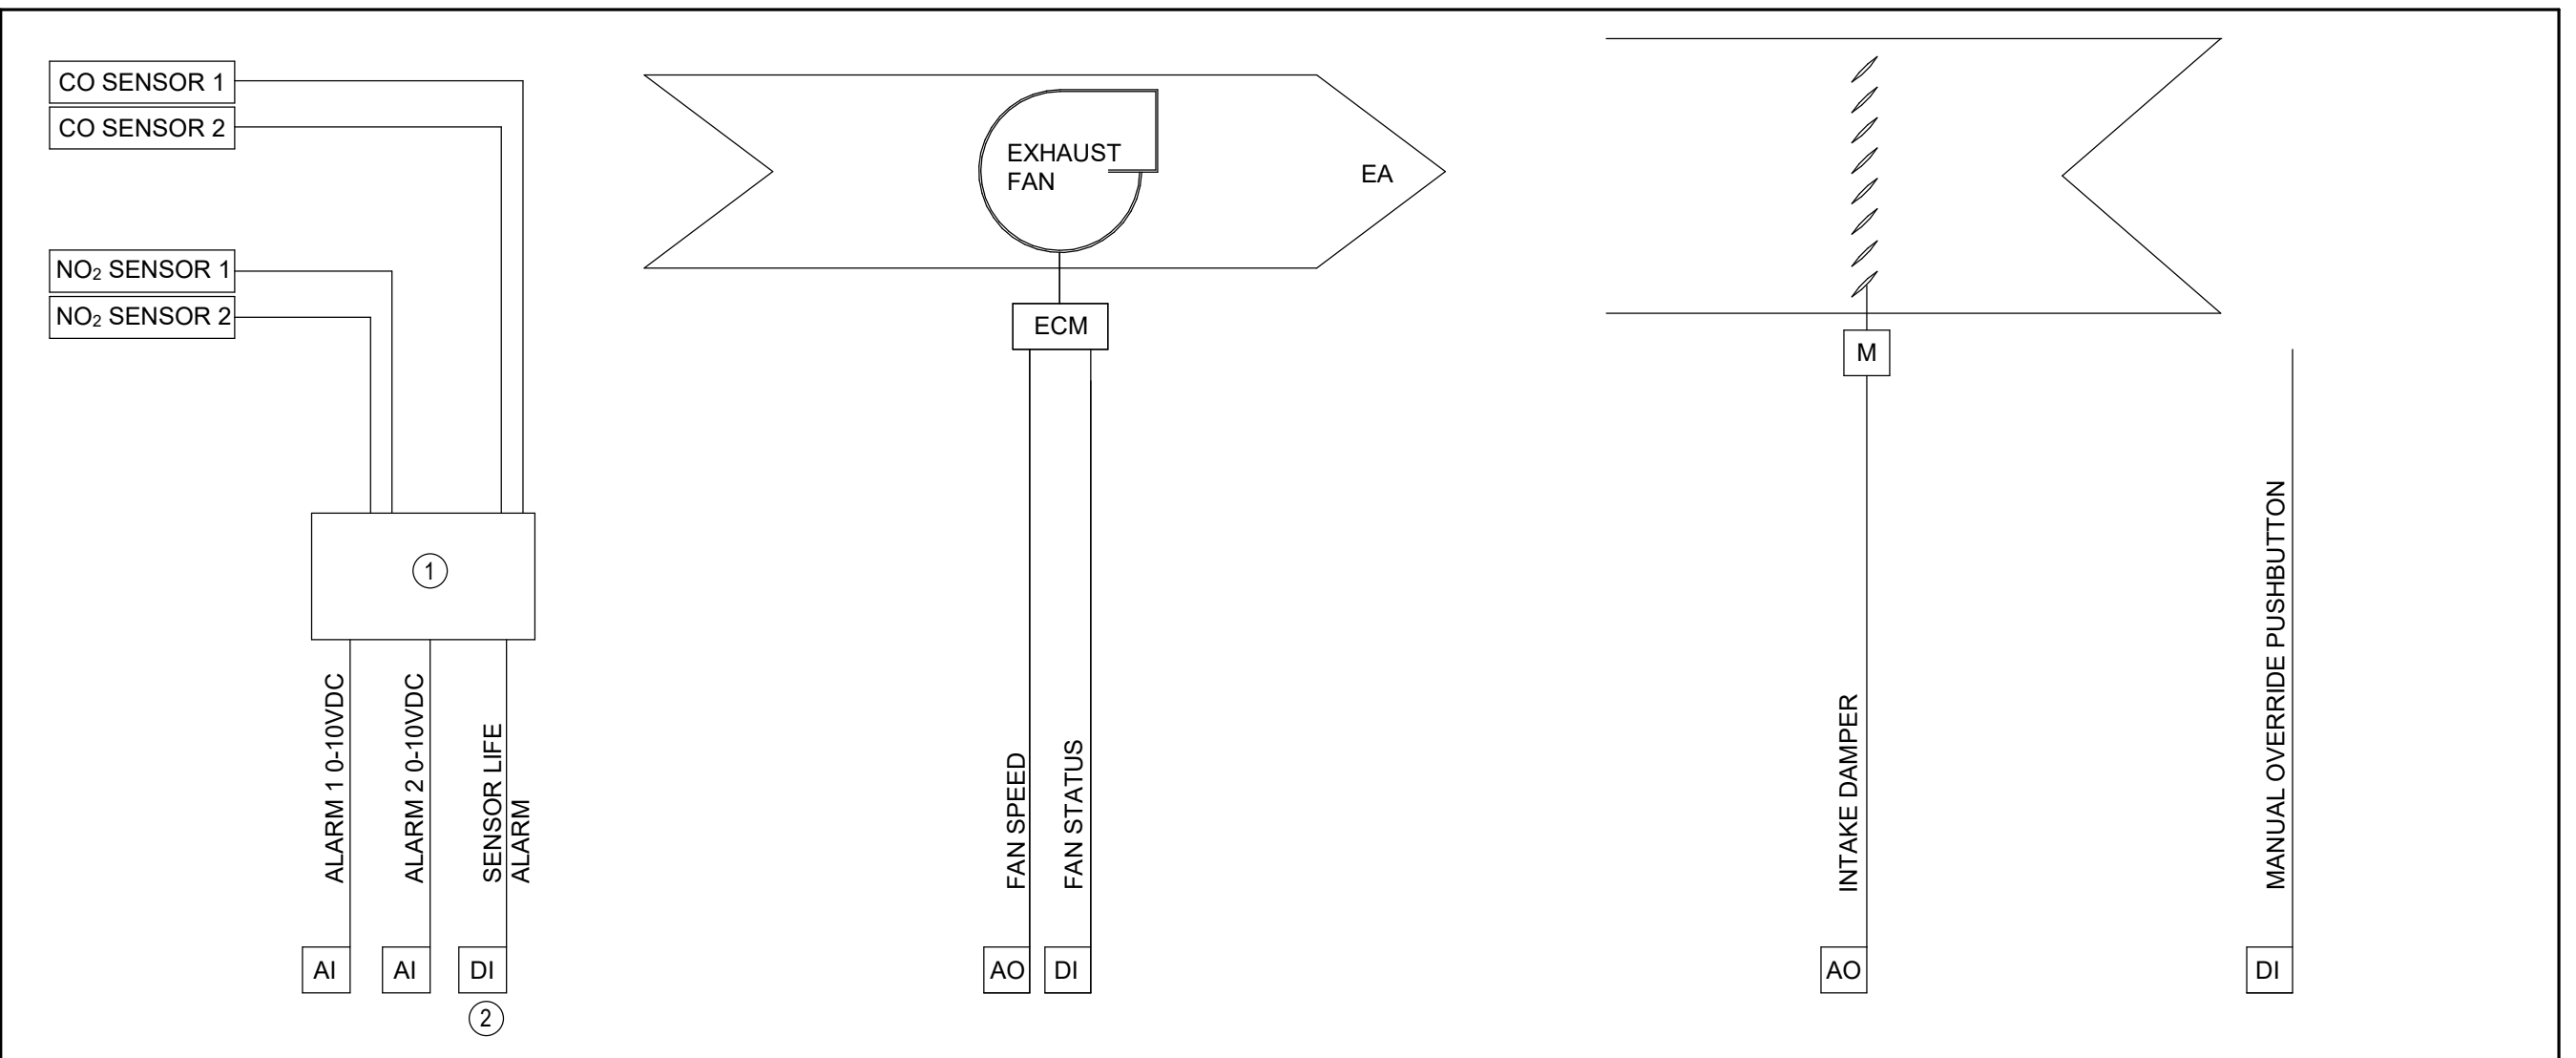 CO SENSOR 1
CO SENSOR 2
NO₂ SENSOR 1
NO₂ SENSOR 2
1
ALARM 1 0-10VDC
ALARM 2 0-10VDC
SENSOR LIFE
ALARM
AI
AI
DI
2
EXHAUST
FAN
EA
ECM
FAN SPEED
FAN STATUS
AO
DI
M
INTAKE DAMPER
AO
MANUAL OVERRIDE PUSHBUTTON
DI